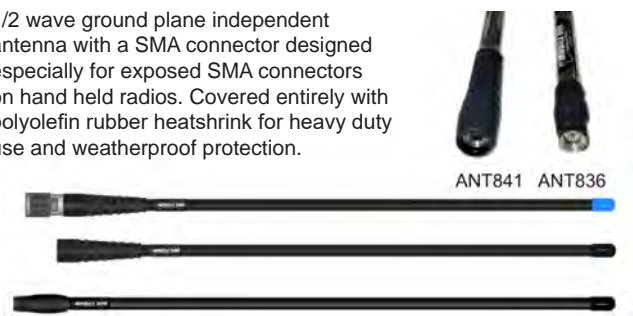 /2 wave ground plane independent
antenna with a SMA connector designed
especially for exposed SMA connectors
on hand held radios. Covered entirely with
polyolefin rubber heatshrink for heavy duty
use and weatherproof protection.
ANT841 ANT836